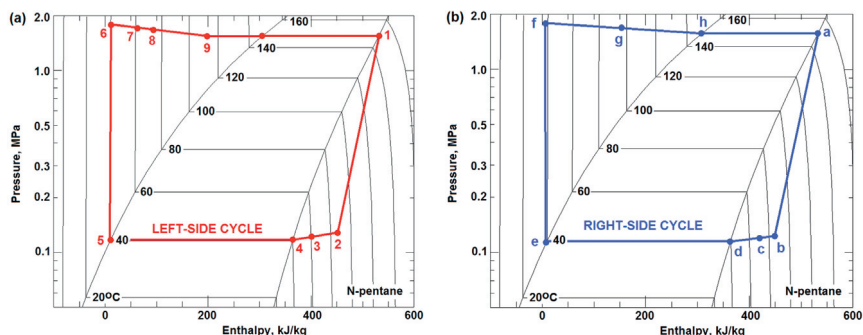 (a)
2.0
1.0
0.5
0.3
0.2
0.1
Pressure, MPa
6
7
8
9
1
160
140
120
100
80
60
LEFT-SIDE CYCLE
5
40
4
3
2
20°C
N-pentane
0
200
400
600
Enthalpy, kJ/kg
(b)
2.0
1.0
0.5
0.3
0.2
0.1
Pressure, MPa
f
g
h
a
160
140
120
100
80
60
RIGHT-SIDE CYCLE
e
40
d
c
b
20°C
N-pentane
0
200
400
600
Enthalpy, kJ/kg